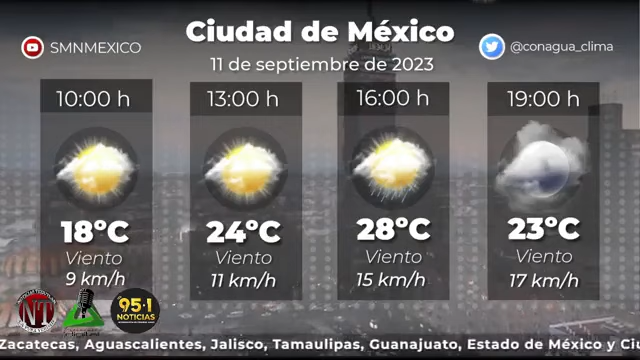 Ciudad de México
SMNMEXICO
@conagua_clima
11 de septiembre de 2023
10:00 h
13:00 h
16:00 h
19:00 h
18°C
24°C
28°C
23°C
Viento
Viento
Viento
Viento
9 km/h
11 km/h
15 km/h
17 km/h
NT
95·1
NOTICIAS
Zacatecas, Aguascalientes, Jalisco, Tamaulipas, Guanajuato, Estado de México y Ciu